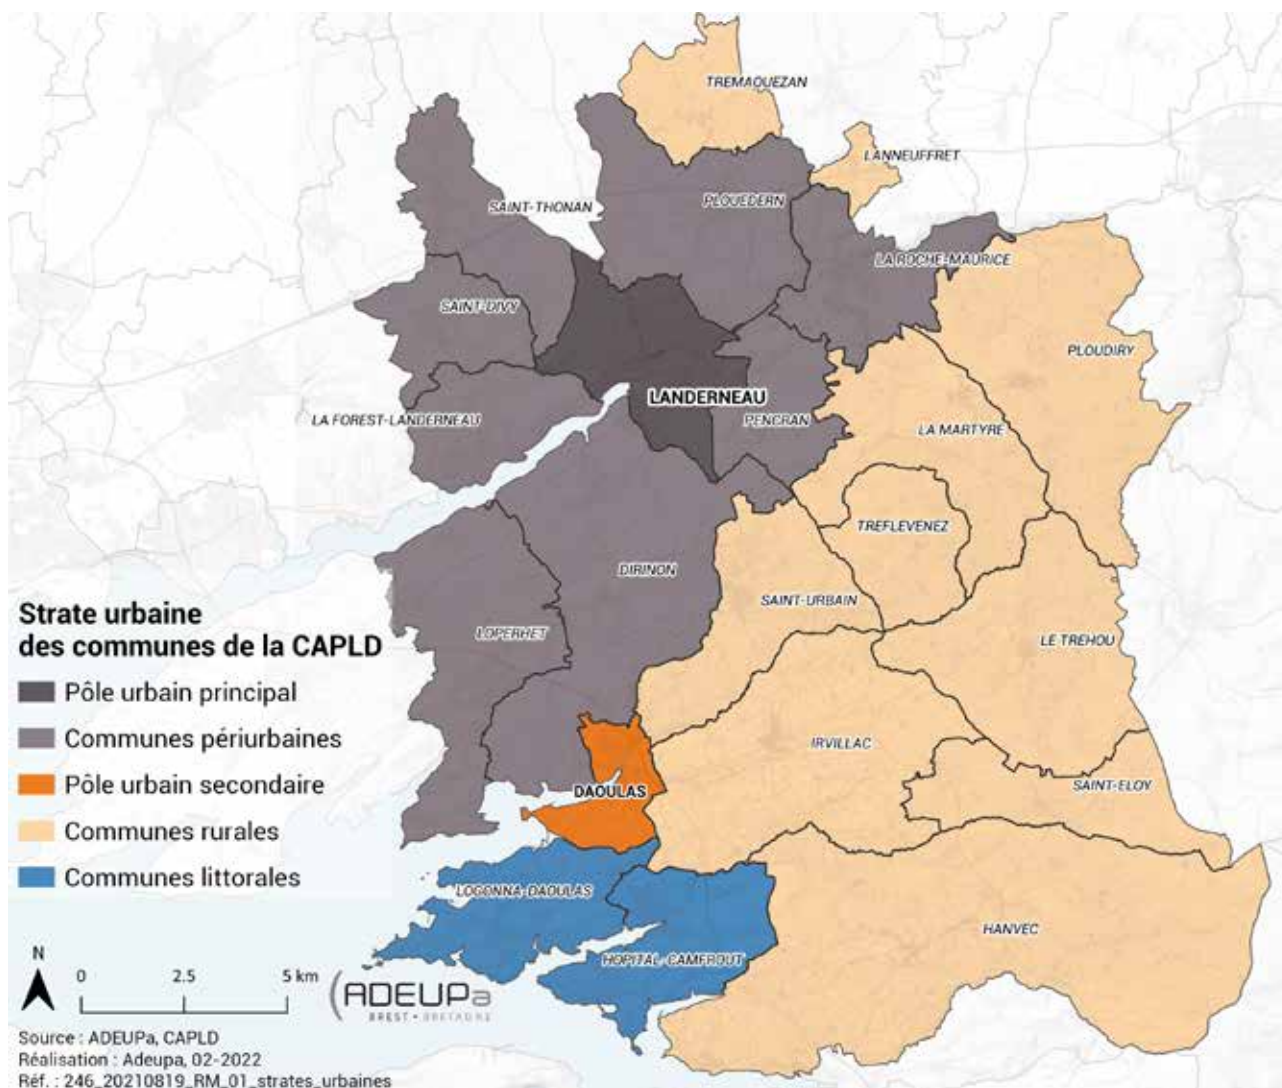 TREMAOUEZAN
LANNEUFFRET
SAINT-THONAN
PLOUEDERN
LA ROCHE-MAURICE
SAINT-DIVY
PLOUDIRY
LANDERNEAU
LA FOREST-LANDERNEAU
PENCRAN
LA MARTYRE
TREFLEVENEZ
DIRINON
SAINT-URBAIN
LOPERHET
LE TREHOU
Strate urbaine
des communes de la CAPLD
Pôle urbain principal
Communes périurbaines
Pôle urbain secondaire
Communes rurales
Communes littorales
IRVILLAC
DAOULAS
SAINT-ELOY
LOGONNA-DAOULAS
HANVEC
HOPITAL-CAMFROUT
N
0 2.5 5 km
ADEUPa
BREST • BRETAGNE
Source : ADEUPa, CAPLD
Réalisation : Adeupa, 02-2022
Réf. : 246_20210819_RM_01_strates_urbaines